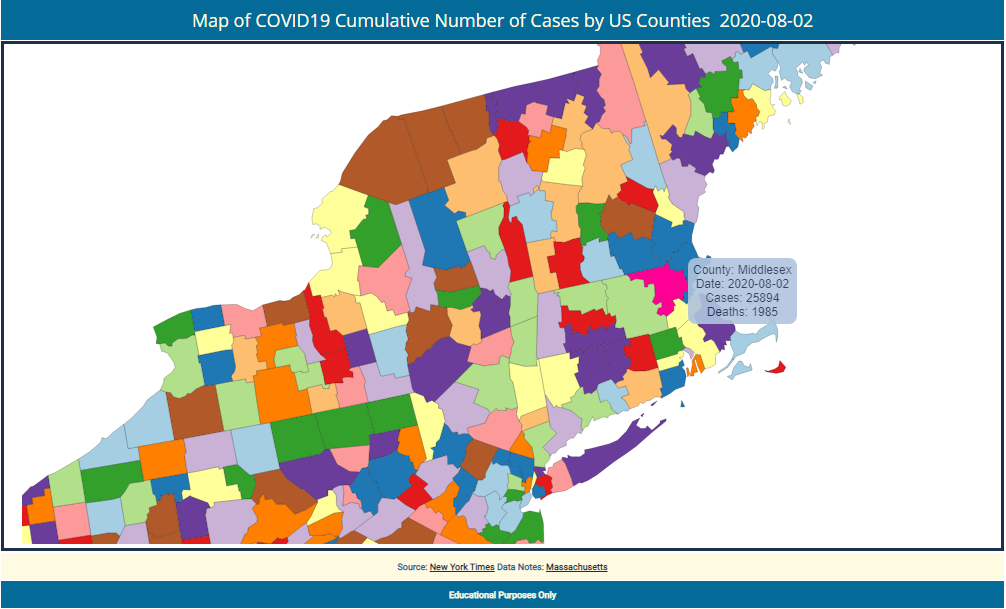 Map of COVID19 Cumulative Number of Cases by US Counties 2020-08-02
County: Middlesex
Date: 2020-08-02
Cases: 25894
Deaths: 1985
Source: New York Times Data Notes: Massachusetts
Educational Purposes Only